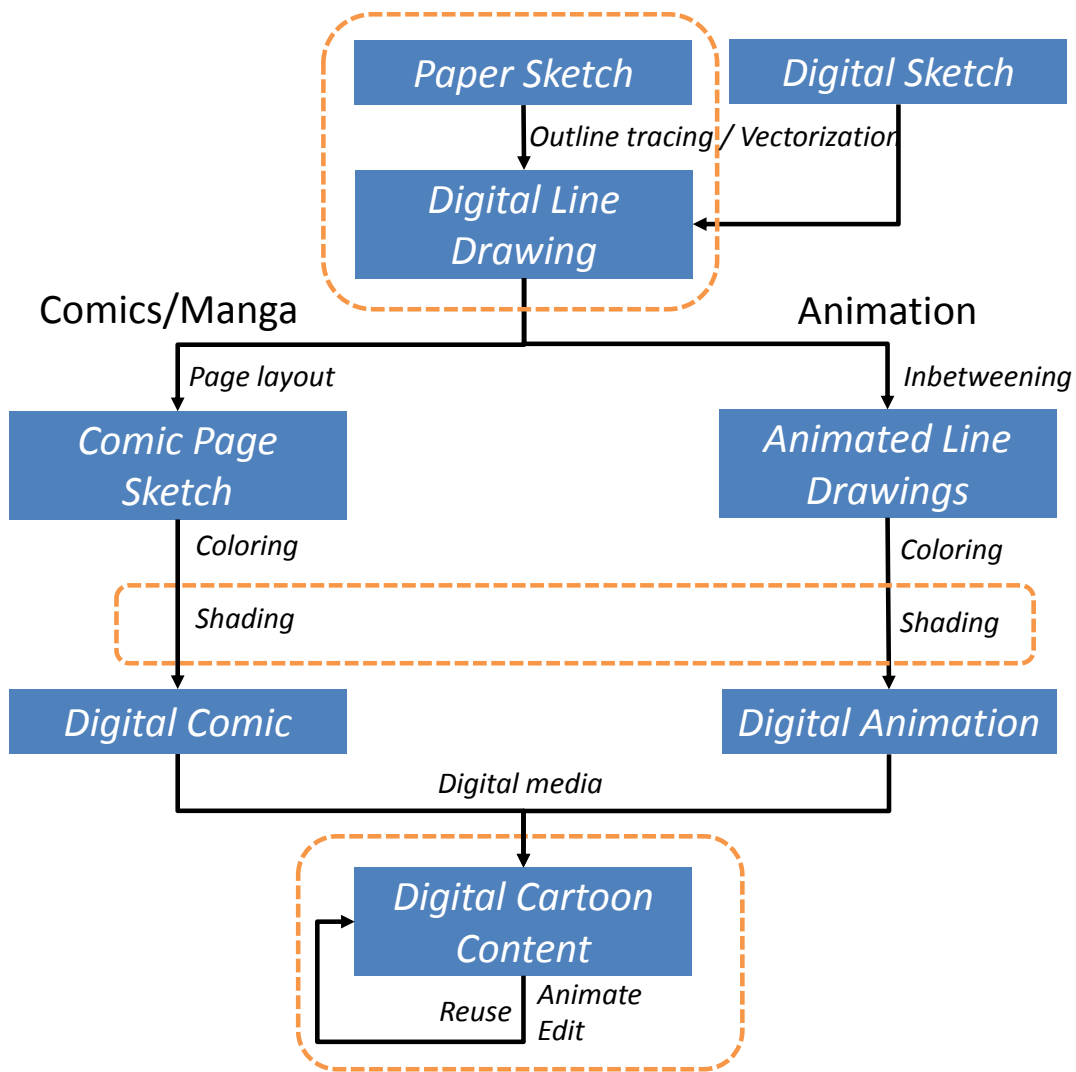 Paper Sketch
Digital Sketch
Outline tracing / Vectorization
Digital Line
Drawing
Comics/Manga
Animation
Page layout
Inbetweening
Comic Page
Sketch
Animated Line
Drawings
Coloring
Coloring
Shading
Shading
Digital Comic
Digital Animation
Digital media
Digital Cartoon
Content
Reuse
Animate
Edit